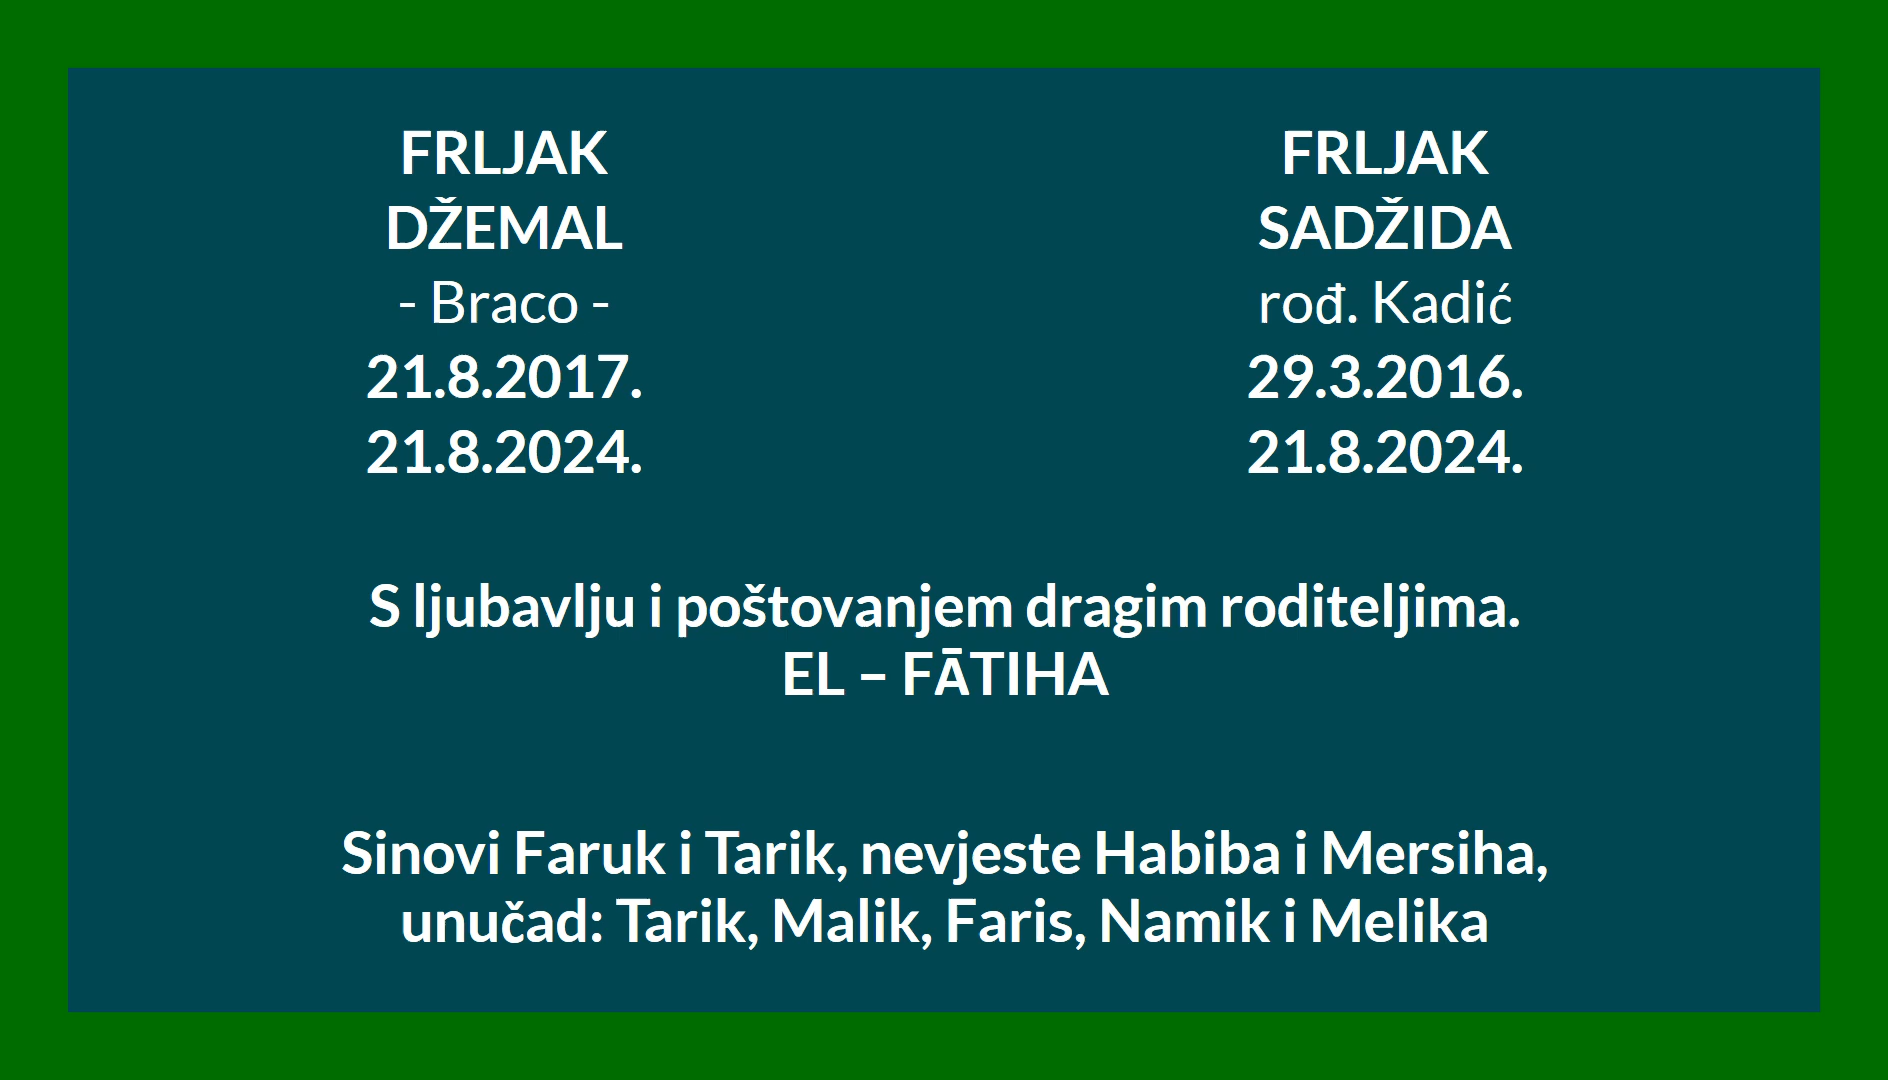 FRLJAK
DŽEMAL
- Braco -
21.8.2017.
21.8.2024.
FRLJAK
SADŽIDA
rođ. Kadić
29.3.2016.
21.8.2024.
S ljubavlju i poštovanjem dragim roditeljima.
EL – FĀTIHA
Sinovi Faruk i Tarik, nevjeste Habiba i Mersiha,
unučad: Tarik, Malik, Faris, Namik i Melika